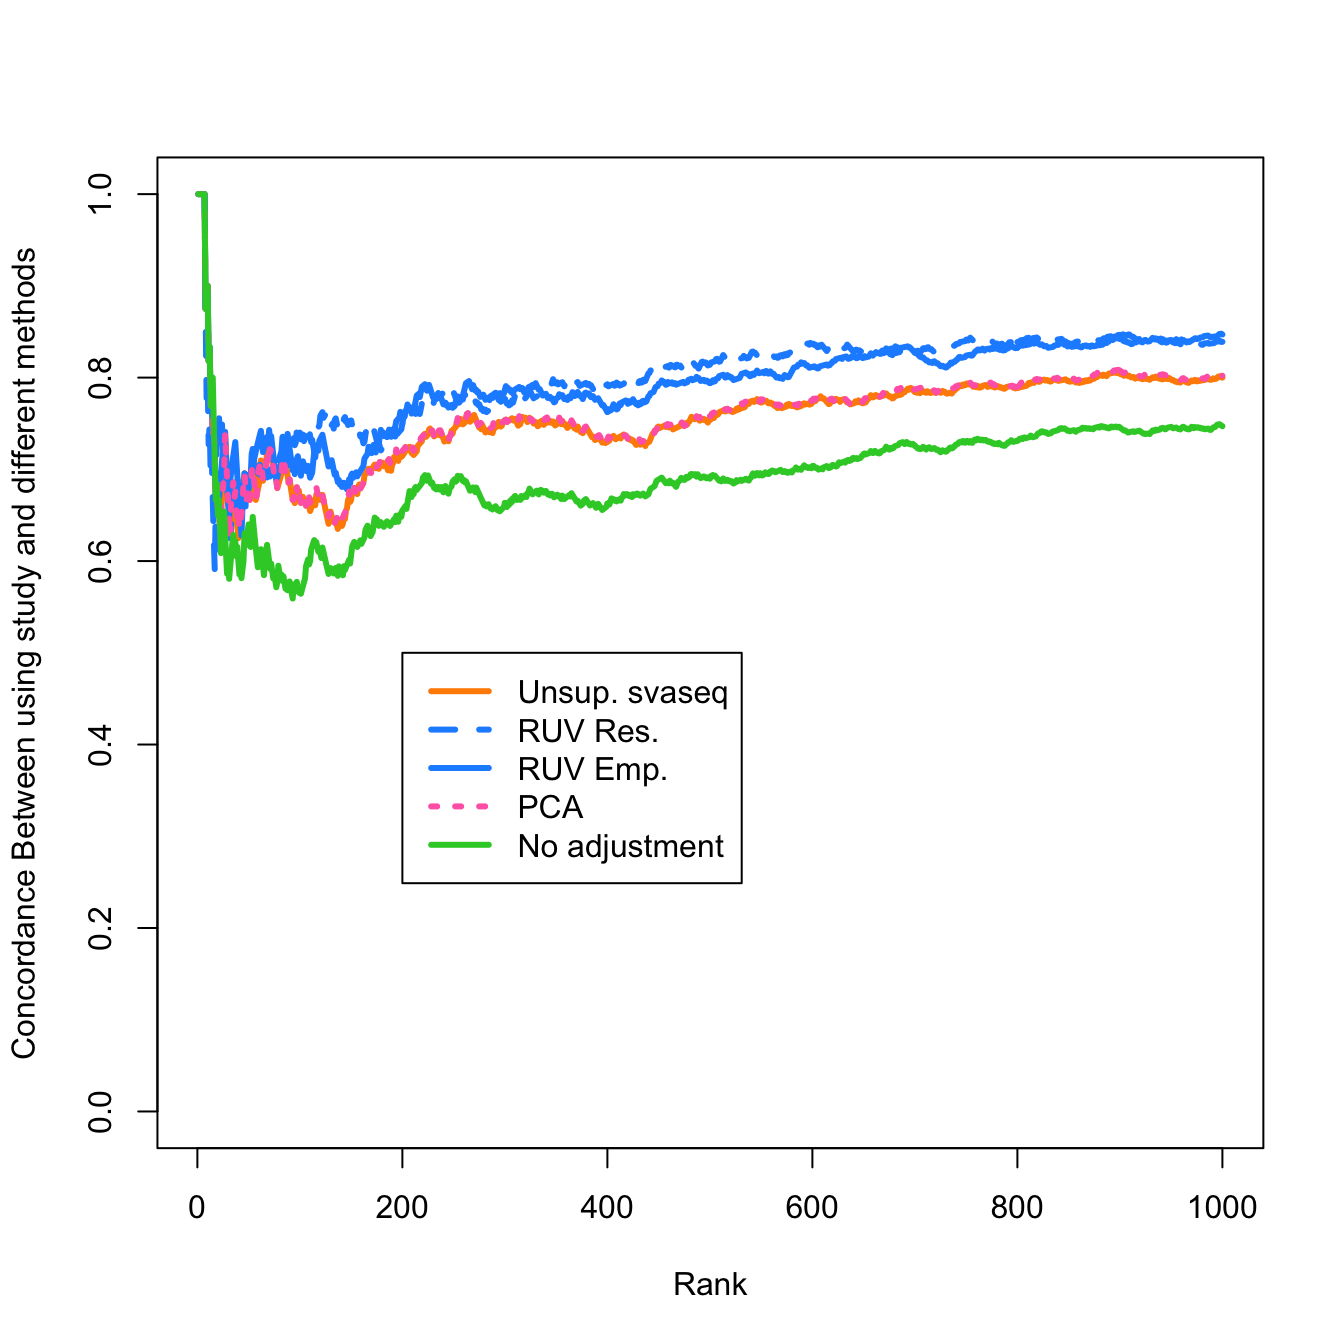 Concordance Between using study and different methods
1.0
0.8
0.6
0.4
0.2
0.0
Unsup. svaseq
RUV Res.
RUV Emp.
PCA
No adjustment
0 200 400 600 800 1000
Rank